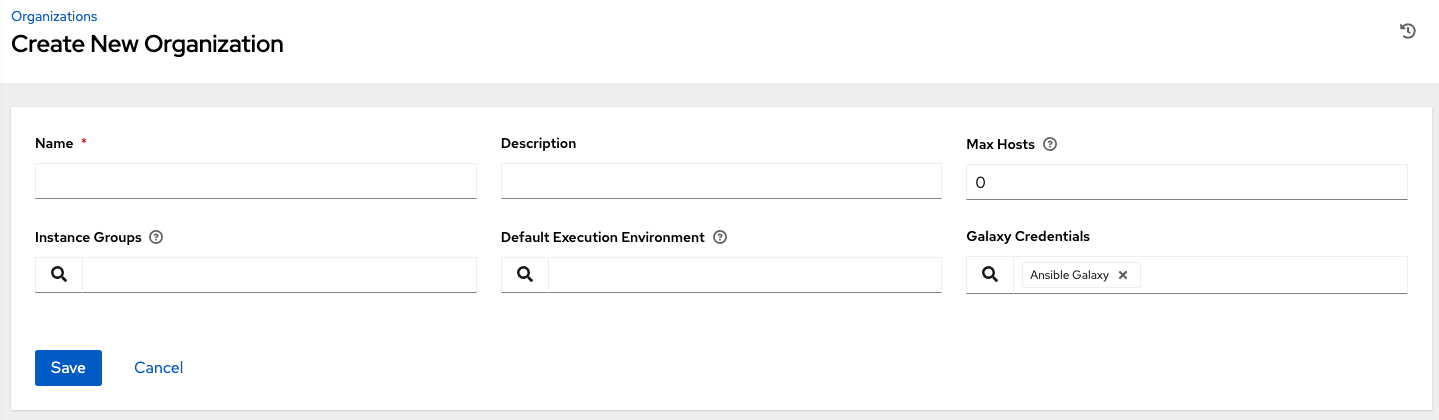 Organizations
Create New Organization
Name *
Description
Max Hosts
0
Instance Groups
Default Execution Environment
Galaxy Credentials
Ansible Galaxy
Save
Cancel